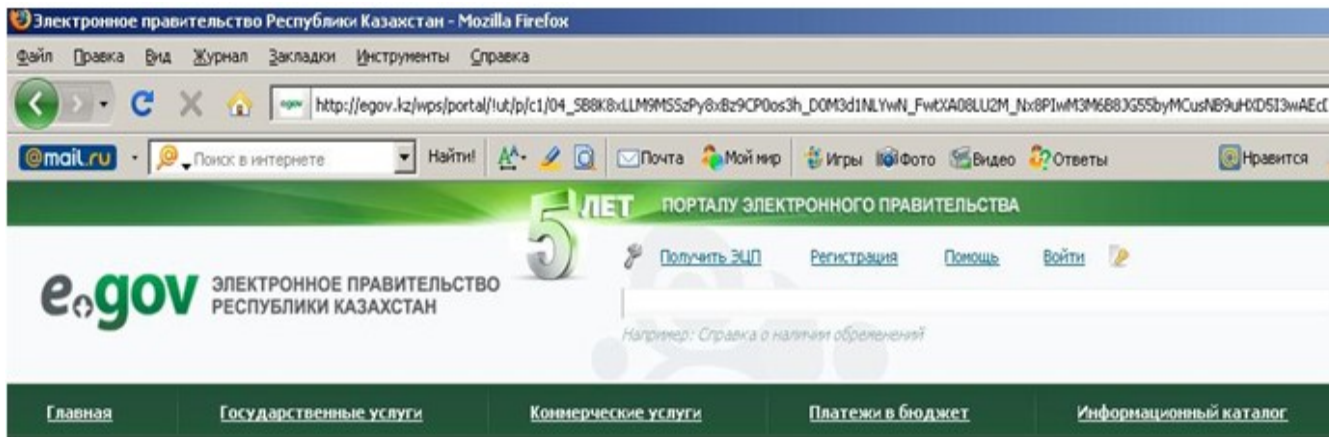 Электронное правительство Республики Казахстан - Mozilla Firefox
Файл Правка Вид Журнал Закладки Инструменты Справка
egov http://egov.kz/wps/portal/!ut/p/c1/
@mail.ru Поиск в интернете Найти! Почта Мой мир Игры Фото Видео Ответы Нравится
5 ЛЕТ ПОРТАЛУ ЭЛЕКТРОННОГО ПРАВИТЕЛЬСТВА
Получить ЭЦП Регистрация Помощь Войти
e.gov ЭЛЕКТРОННОЕ ПРАВИТЕЛЬСТВО
РЕСПУБЛИКИ КАЗАХСТАН
Например: Справка о наличии обременений
Главная Государственные услуги Коммерческие услуги Платежи в бюджет Информационный каталог